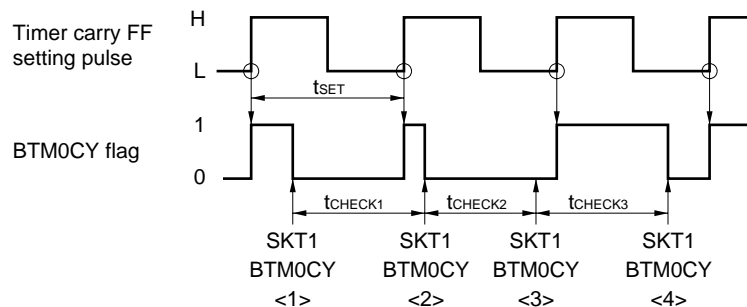 Timer carry FF
setting pulse
H
L
tSET
BTM0CY flag
1
0
tCHECK1 tCHECK2 tCHECK3
SKT1 SKT1 SKT1 SKT1
BTM0CY BTM0CY BTM0CY BTM0CY
<1> <2> <3> <4>